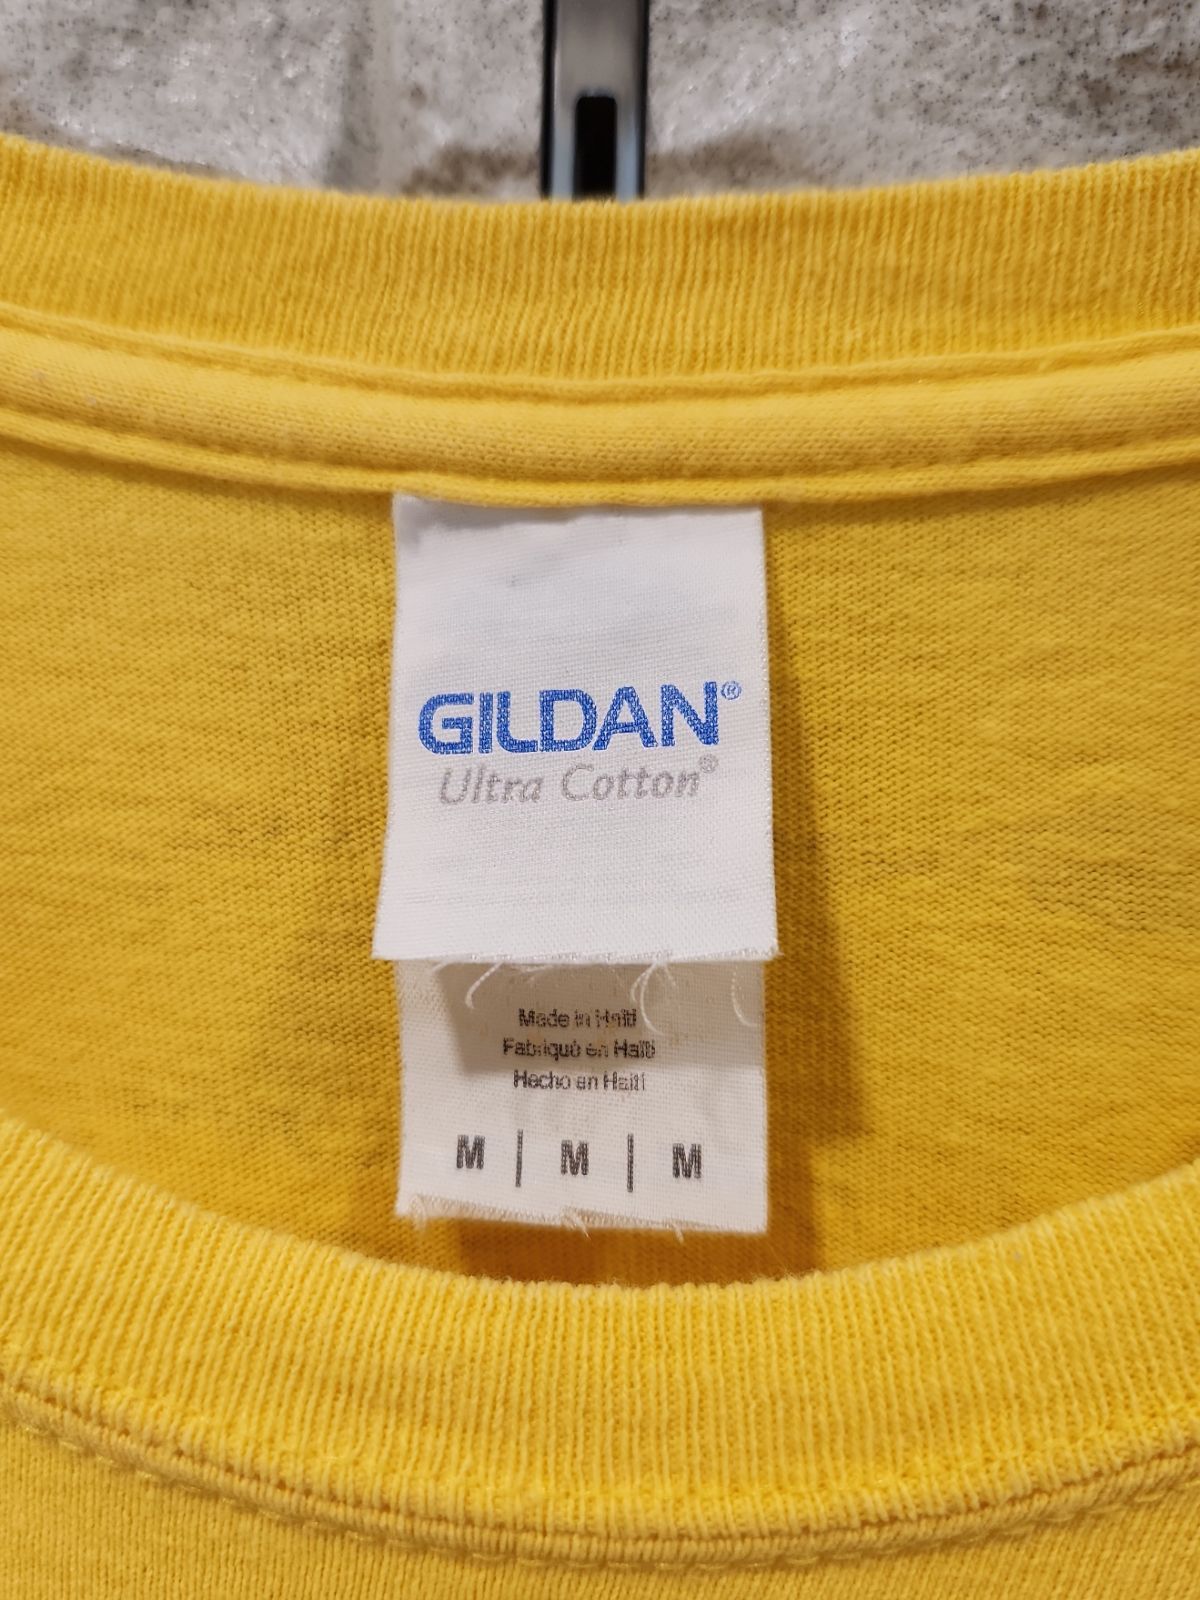 GILDAN®
Ultra Cotton®
Made in Haiti
Fabriqué en Haïti
Hecho en Haití
M | M | M